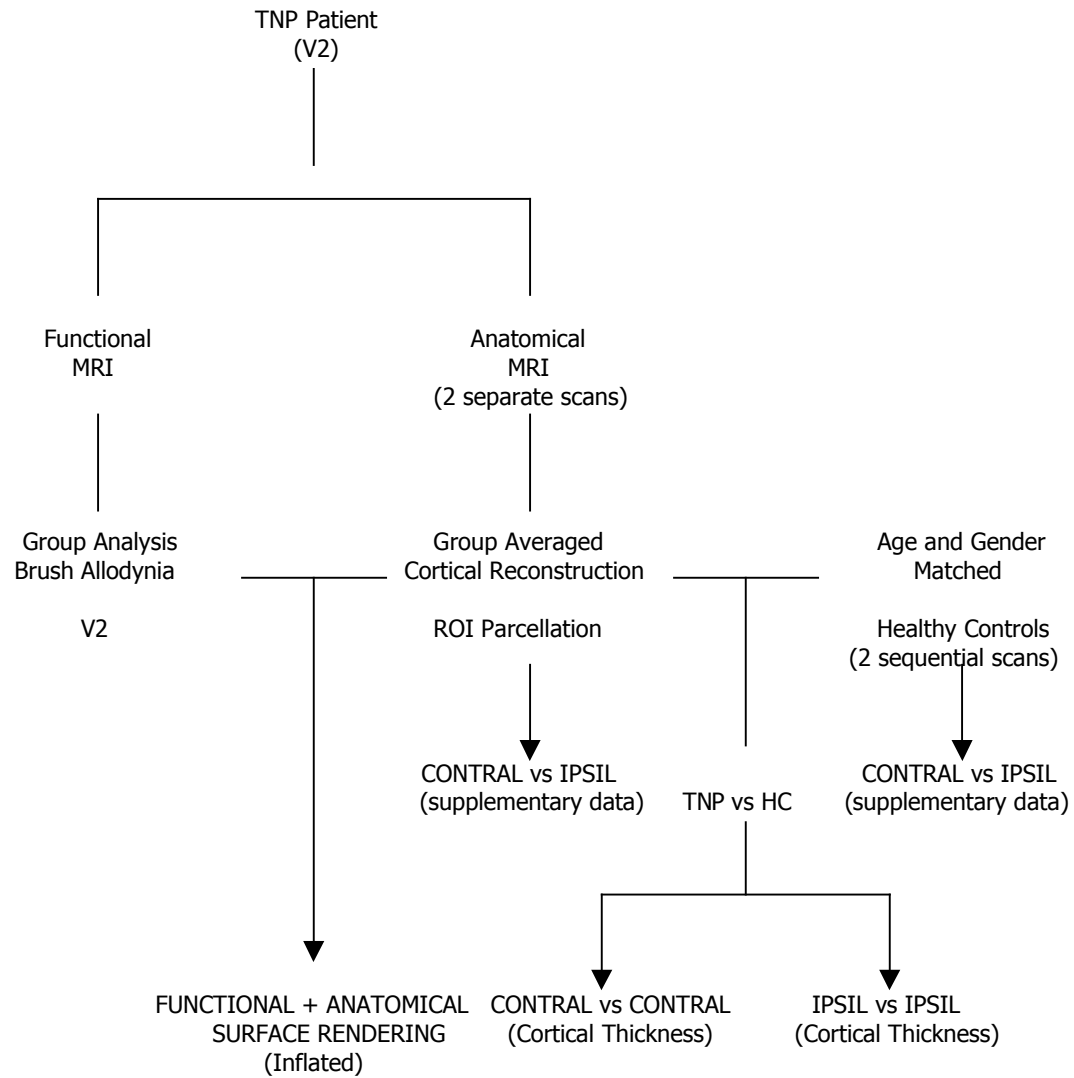 TNP Patient
(V2)
Functional
MRI
Anatomical
MRI
(2 separate scans)
Group Analysis
Brush Allodynia
V2
Group Averaged
Cortical Reconstruction
ROI Parcellation
Age and Gender
Matched
Healthy Controls
(2 sequential scans)
CONTRAL vs IPSIL
(supplementary data)
TNP vs HC
CONTRAL vs IPSIL
(supplementary data)
FUNCTIONAL + ANATOMICAL
SURFACE RENDERING
(Inflated)
CONTRAL vs CONTRAL
(Cortical Thickness)
IPSIL vs IPSIL
(Cortical Thickness)